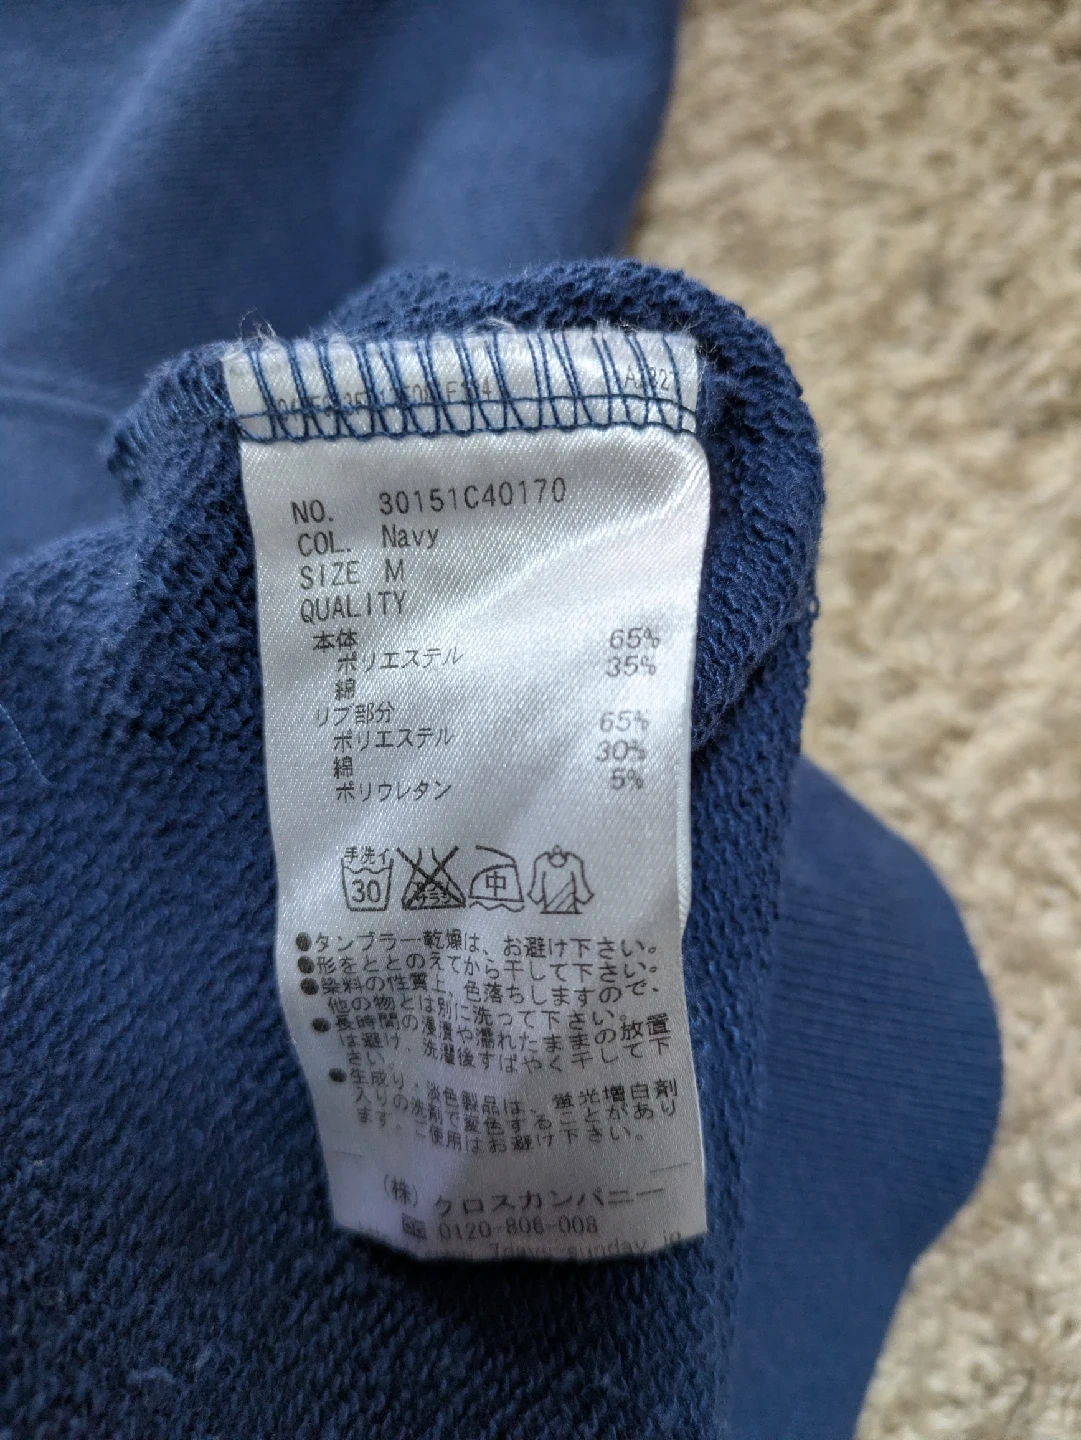 NO. 30151C40170
COL. Navy
SIZE M
QUALITY
本体
ポリエステル 65%
綿 35%
リブ部分
ポリエステル 65%
綿 30%
ポリウレタン 5%
手洗イ 中
30
●タンブラー乾燥は、お避け下さい。
●形をととのえてから干して下さい。
●染料の性質上、色落ちしますので、
他の物とは別に洗って下さい。
●長時間の浸漬や濡れたままの放置
は避け、洗濯後すばやく干して下
さい。
●生成り・淡色製品は、蛍光増白剤
入りの洗剤で変色することがあり
ます。ご使用はお避け下さい。
(株)クロスカンパニー
0120-806-008